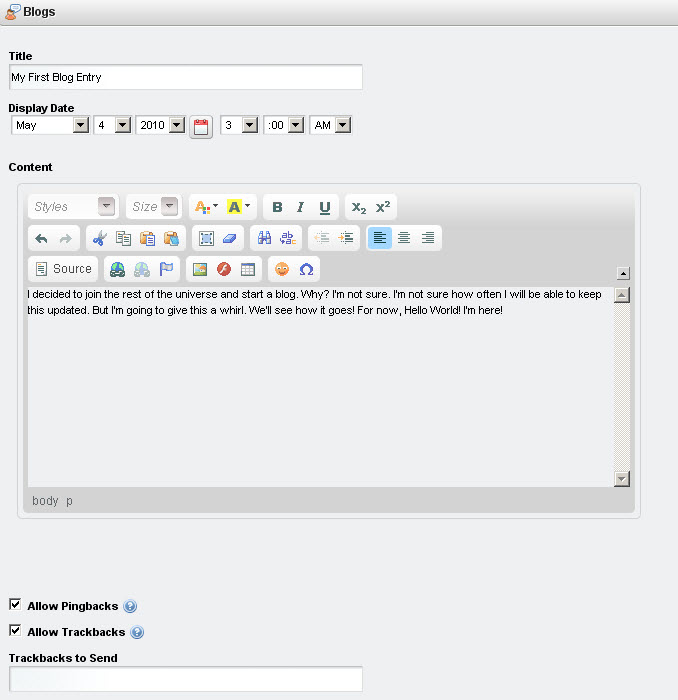 Blogs
Title
My First Blog Entry
Display Date
May 4 2010 3 :00 AM
Content
Styles Size A A B I U X₂ X²
Source
I decided to join the rest of the universe and start a blog. Why? I'm not sure. I'm not sure how often I will be able to keep
this updated. But I'm going to give this a whirl. We'll see how it goes! For now, Hello World! I'm here!
body p
Allow Pingbacks
Allow Trackbacks
Trackbacks to Send